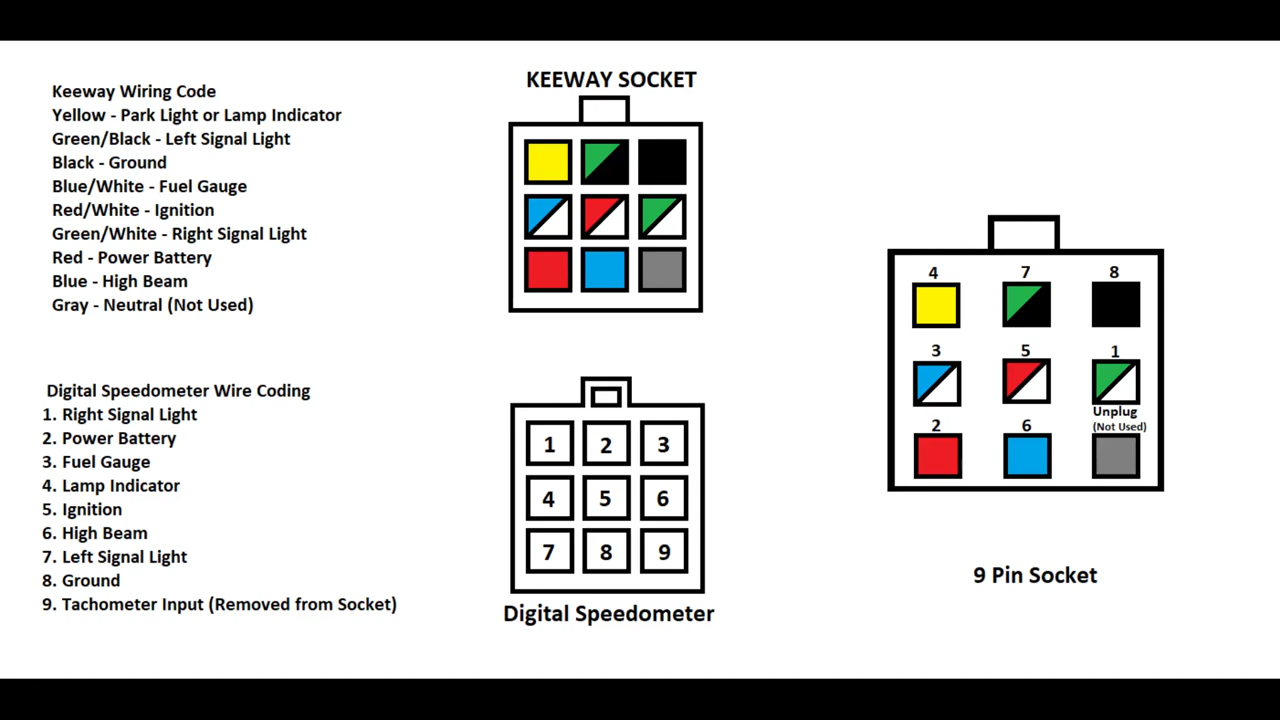 Keeway Wiring Code
Yellow - Park Light or Lamp Indicator
Green/Black - Left Signal Light
Black - Ground
Blue/White - Fuel Gauge
Red/White - Ignition
Green/White - Right Signal Light
Red - Power Battery
Blue - High Beam
Gray - Neutral (Not Used)
Digital Speedometer Wire Coding
1. Right Signal Light
2. Power Battery
3. Fuel Gauge
4. Lamp Indicator
5. Ignition
6. High Beam
7. Left Signal Light
8. Ground
9. Tachometer Input (Removed from Socket)
KEEWAY SOCKET
1 2 3
4 5 6
7 8 9
Digital Speedometer
4 7 8
3 5 1
Unplug
(Not Used)
2 6
9 Pin Socket